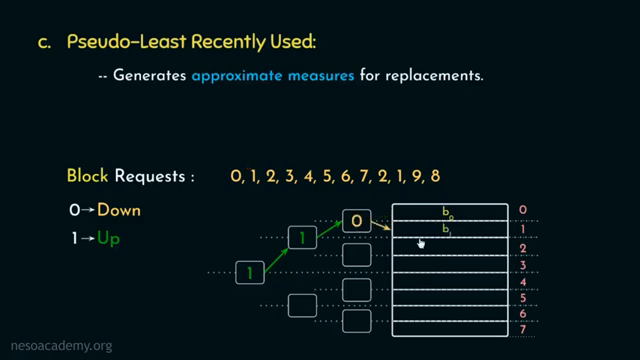 c. Pseudo-Least Recently Used:
-- Generates approximate measures for replacements.
Block Requests : 0, 1, 2, 3, 4, 5, 6, 7, 2, 1, 9, 8
0→Down
1→Up
0
1
1
b₀
b₁
0
1
2
3
4
5
6
7
nesoacademy.org